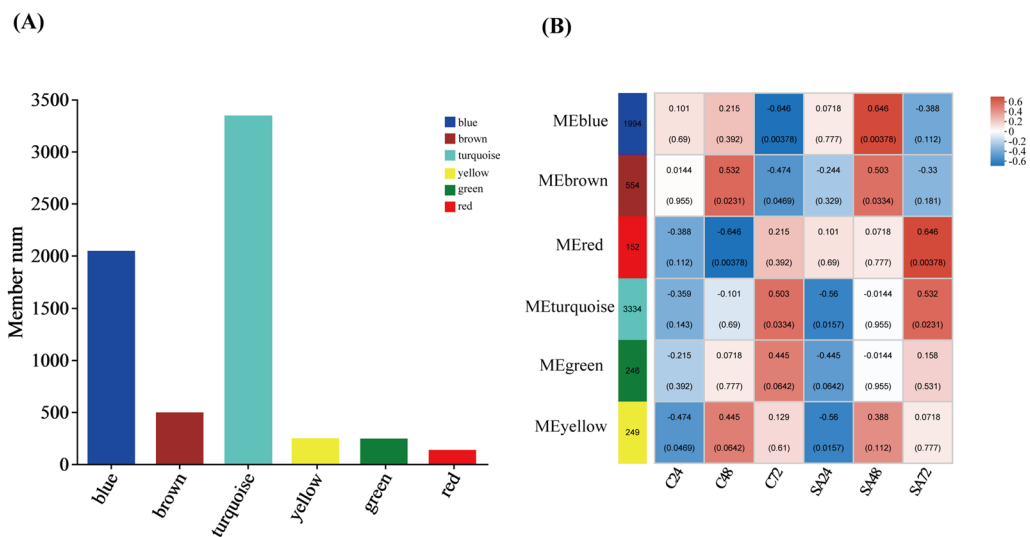 (A)
3500
3000
2500
2000
1500
1000
500
0
Member num
blue
brown
turquoise
yellow
green
red
blue
brown
turquoise
yellow
green
red
(B)
MEblue 1994 0.101 0.215 -0.646 0.0718 0.646 -0.388
(0.69) (0.392) (0.00378) (0.777) (0.00378) (0.112)
MEbrown 554 0.0144 0.532 -0.474 -0.244 0.503 -0.33
(0.955) (0.0231) (0.0469) (0.329) (0.0334) (0.181)
MEred 152 -0.388 -0.646 0.215 0.101 0.0718 0.646
(0.112) (0.00378) (0.392) (0.69) (0.777) (0.00378)
MEturquoise 3334 -0.359 -0.101 0.503 -0.56 -0.0144 0.532
(0.143) (0.69) (0.0334) (0.0157) (0.955) (0.0231)
MEgreen 246 -0.215 0.0718 0.445 -0.445 -0.0144 0.158
(0.392) (0.777) (0.0642) (0.0642) (0.955) (0.531)
MEyellow 249 -0.474 0.445 0.129 -0.56 0.388 0.0718
(0.0469) (0.0642) (0.61) (0.0157) (0.112) (0.777)
C24 C48 C72 SA24 SA48 SA72
0.6
0.4
0.2
0
-0.2
-0.4
-0.6